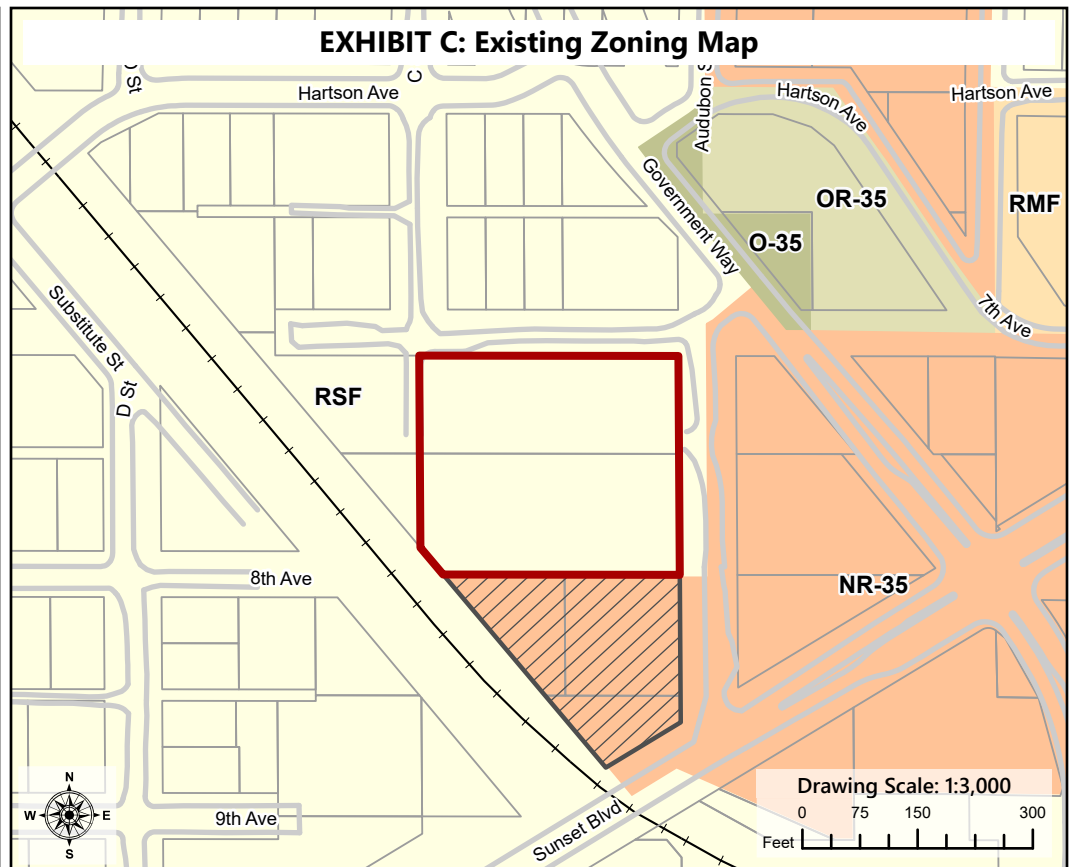 EXHIBIT C: Existing Zoning Map
St
C
Audubon S
Hartson Ave
Hartson Ave
Hartson Ave
Government Way
OR-35
RMF
O-35
7th Ave
Substitute St
D St
RSF
8th Ave
NR-35
9th Ave
Sunset Blvd
N
W
E
S
Drawing Scale: 1:3,000
0 75 150 300
Feet